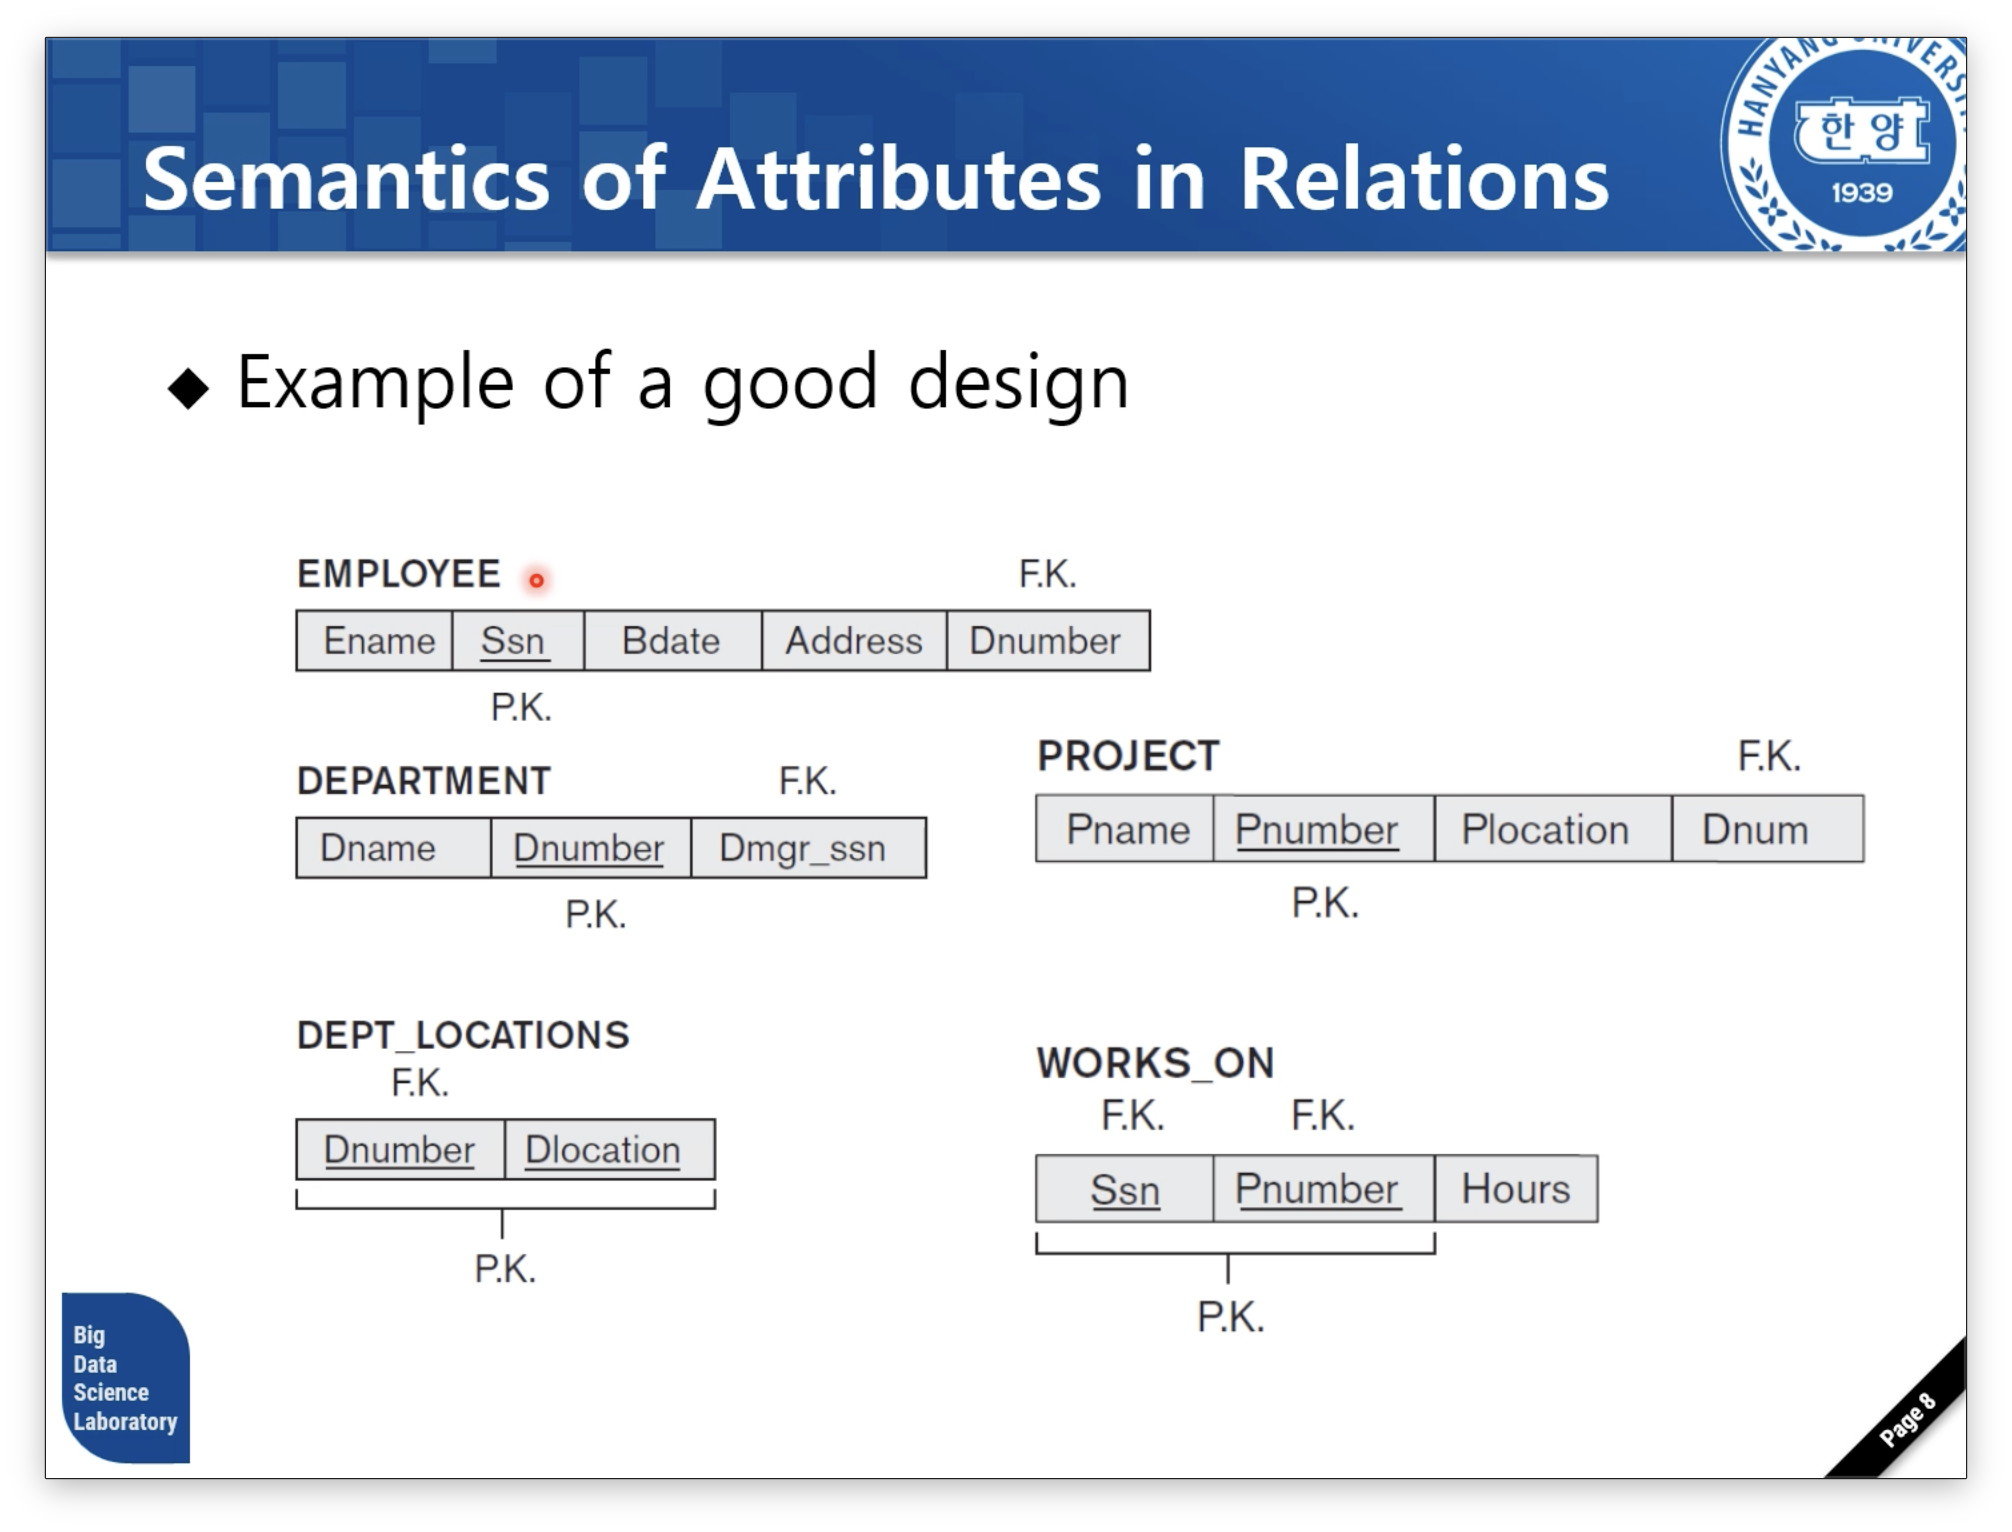 HANYANG UNIVERSIT
한양
1939
Semantics of Attributes in Relations
◆ Example of a good design
EMPLOYEE F.K.
Ename Ssn Bdate Address Dnumber
P.K.
DEPARTMENT F.K.
Dname Dnumber Dmgr_ssn
P.K.
PROJECT F.K.
Pname Pnumber Plocation Dnum
P.K.
DEPT_LOCATIONS
F.K.
Dnumber Dlocation
P.K.
WORKS_ON
F.K. F.K.
Ssn Pnumber Hours
P.K.
Big
Data
Science
Laboratory
Page 8